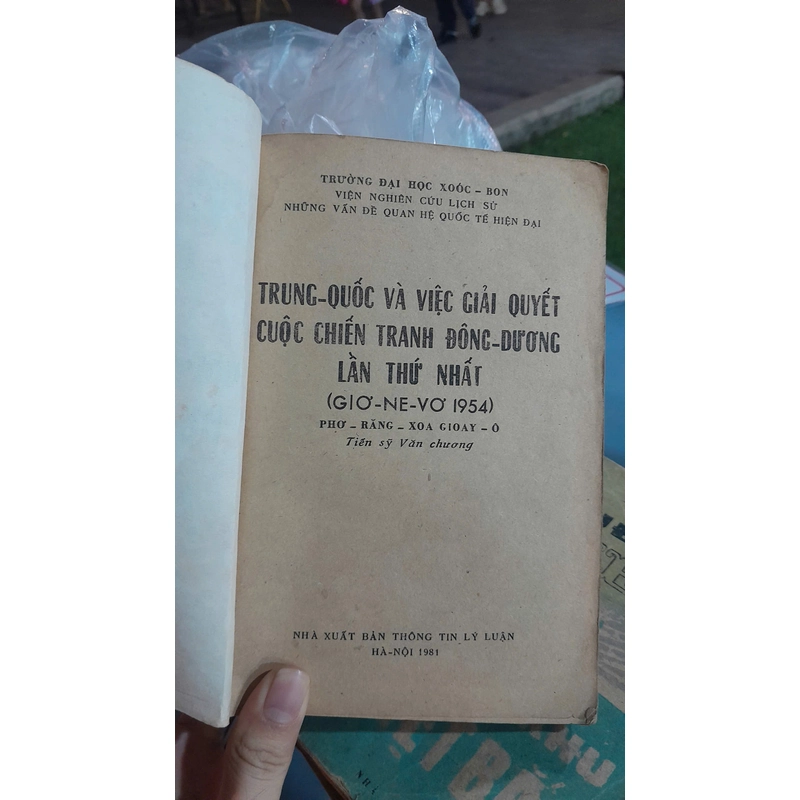 TRƯỜNG ĐẠI HỌC XOÓC - BON
VIỆN NGHIÊN CỨU LỊCH SỬ
NHỮNG VẤN ĐỀ QUAN HỆ QUỐC TẾ HIỆN ĐẠI
TRUNG-QUỐC VÀ VIỆC GIẢI QUYẾT
CUỘC CHIẾN TRANH ĐÔNG-DƯƠNG
LẦN THỨ NHẤT
(GIƠ-NE-VƠ 1954)
PHƠ - RĂNG - XOA GIOAY - Ô
Tiến sỹ Văn chương
NHÀ XUẤT BẢN THÔNG TIN LÝ LUẬN
HÀ-NỘI 1981